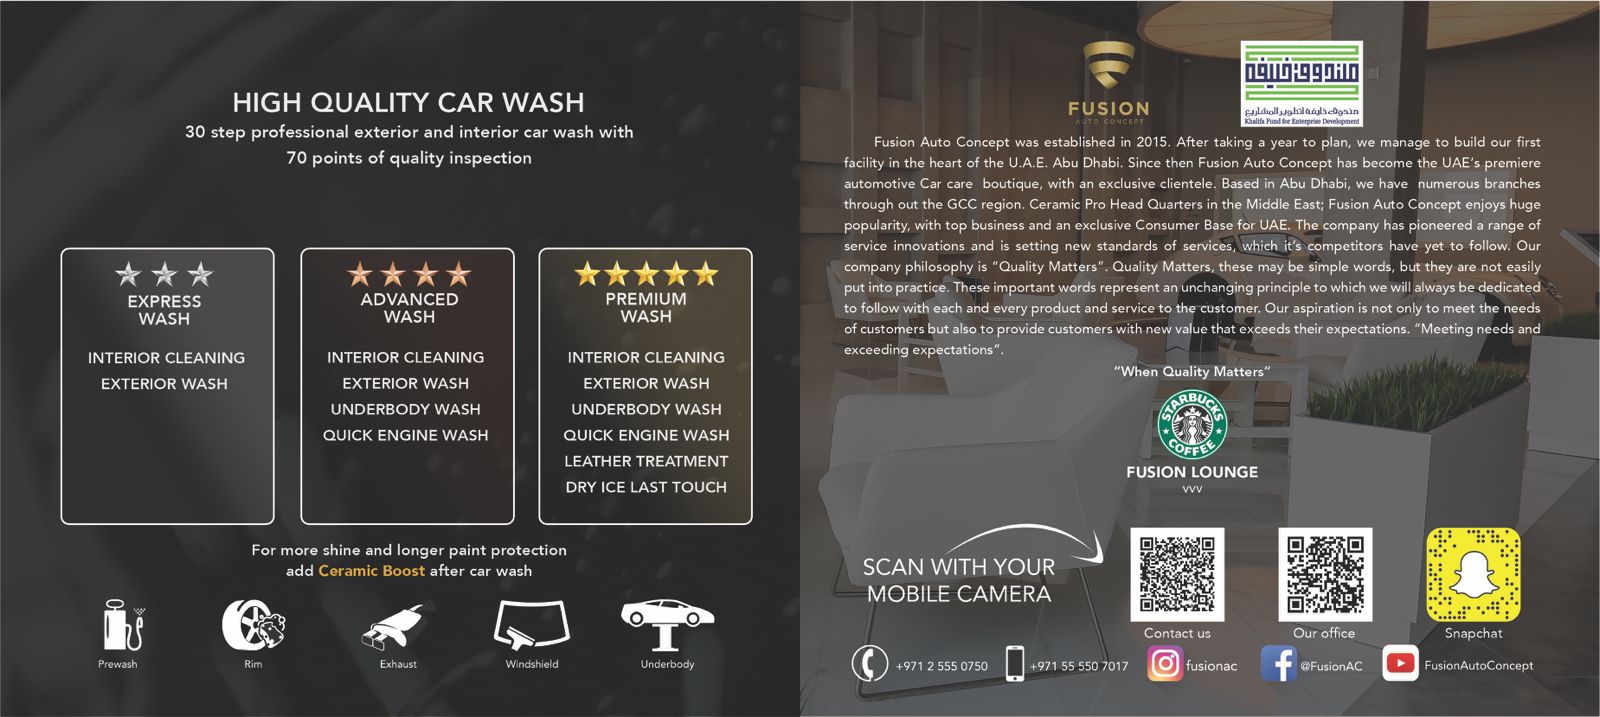 HIGH QUALITY CAR WASH
30 step professional exterior and interior car wash with
70 points of quality inspection
EXPRESS
WASH
INTERIOR CLEANING
EXTERIOR WASH
ADVANCED
WASH
INTERIOR CLEANING
EXTERIOR WASH
UNDERBODY WASH
QUICK ENGINE WASH
PREMIUM
WASH
INTERIOR CLEANING
EXTERIOR WASH
UNDERBODY WASH
QUICK ENGINE WASH
LEATHER TREATMENT
DRY ICE LAST TOUCH
For more shine and longer paint protection
add Ceramic Boost after car wash
Prewash
Rim
Exhaust
Windshield
Underbody
FUSION
AUTO CONCEPT
صندوق خليفة
صندوق خليفة لتطوير المشاريع
Khalifa Fund for Enterprise Development
Fusion Auto Concept was established in 2015. After taking a year to plan, we manage to build our first
facility in the heart of the U.A.E. Abu Dhabi. Since then Fusion Auto Concept has become the UAE's premiere
automotive Car care boutique, with an exclusive clientele. Based in Abu Dhabi, we have numerous branches
through out the GCC region. Ceramic Pro Head Quarters in the Middle East; Fusion Auto Concept enjoys huge
popularity, with top business and an exclusive Consumer Base for UAE. The company has pioneered a range of
service innovations and is setting new standards of services, which it's competitors have yet to follow. Our
company philosophy is "Quality Matters". Quality Matters, these may be simple words, but they are not easily
put into practice. These important words represent an unchanging principle to which we will always be dedicated
to follow with each and every product and service to the customer. Our aspiration is not only to meet the needs
of customers but also to provide customers with new value that exceeds their expectations. "Meeting needs and
exceeding expectations".
"When Quality Matters"
STARBUCKS
COFFEE
FUSION LOUNGE
vvv
SCAN WITH YOUR
MOBILE CAMERA
Contact us
Our office
Snapchat
+971 2 555 0750
+971 55 550 7017
fusionac
@FusionAC
FusionAutoConcept